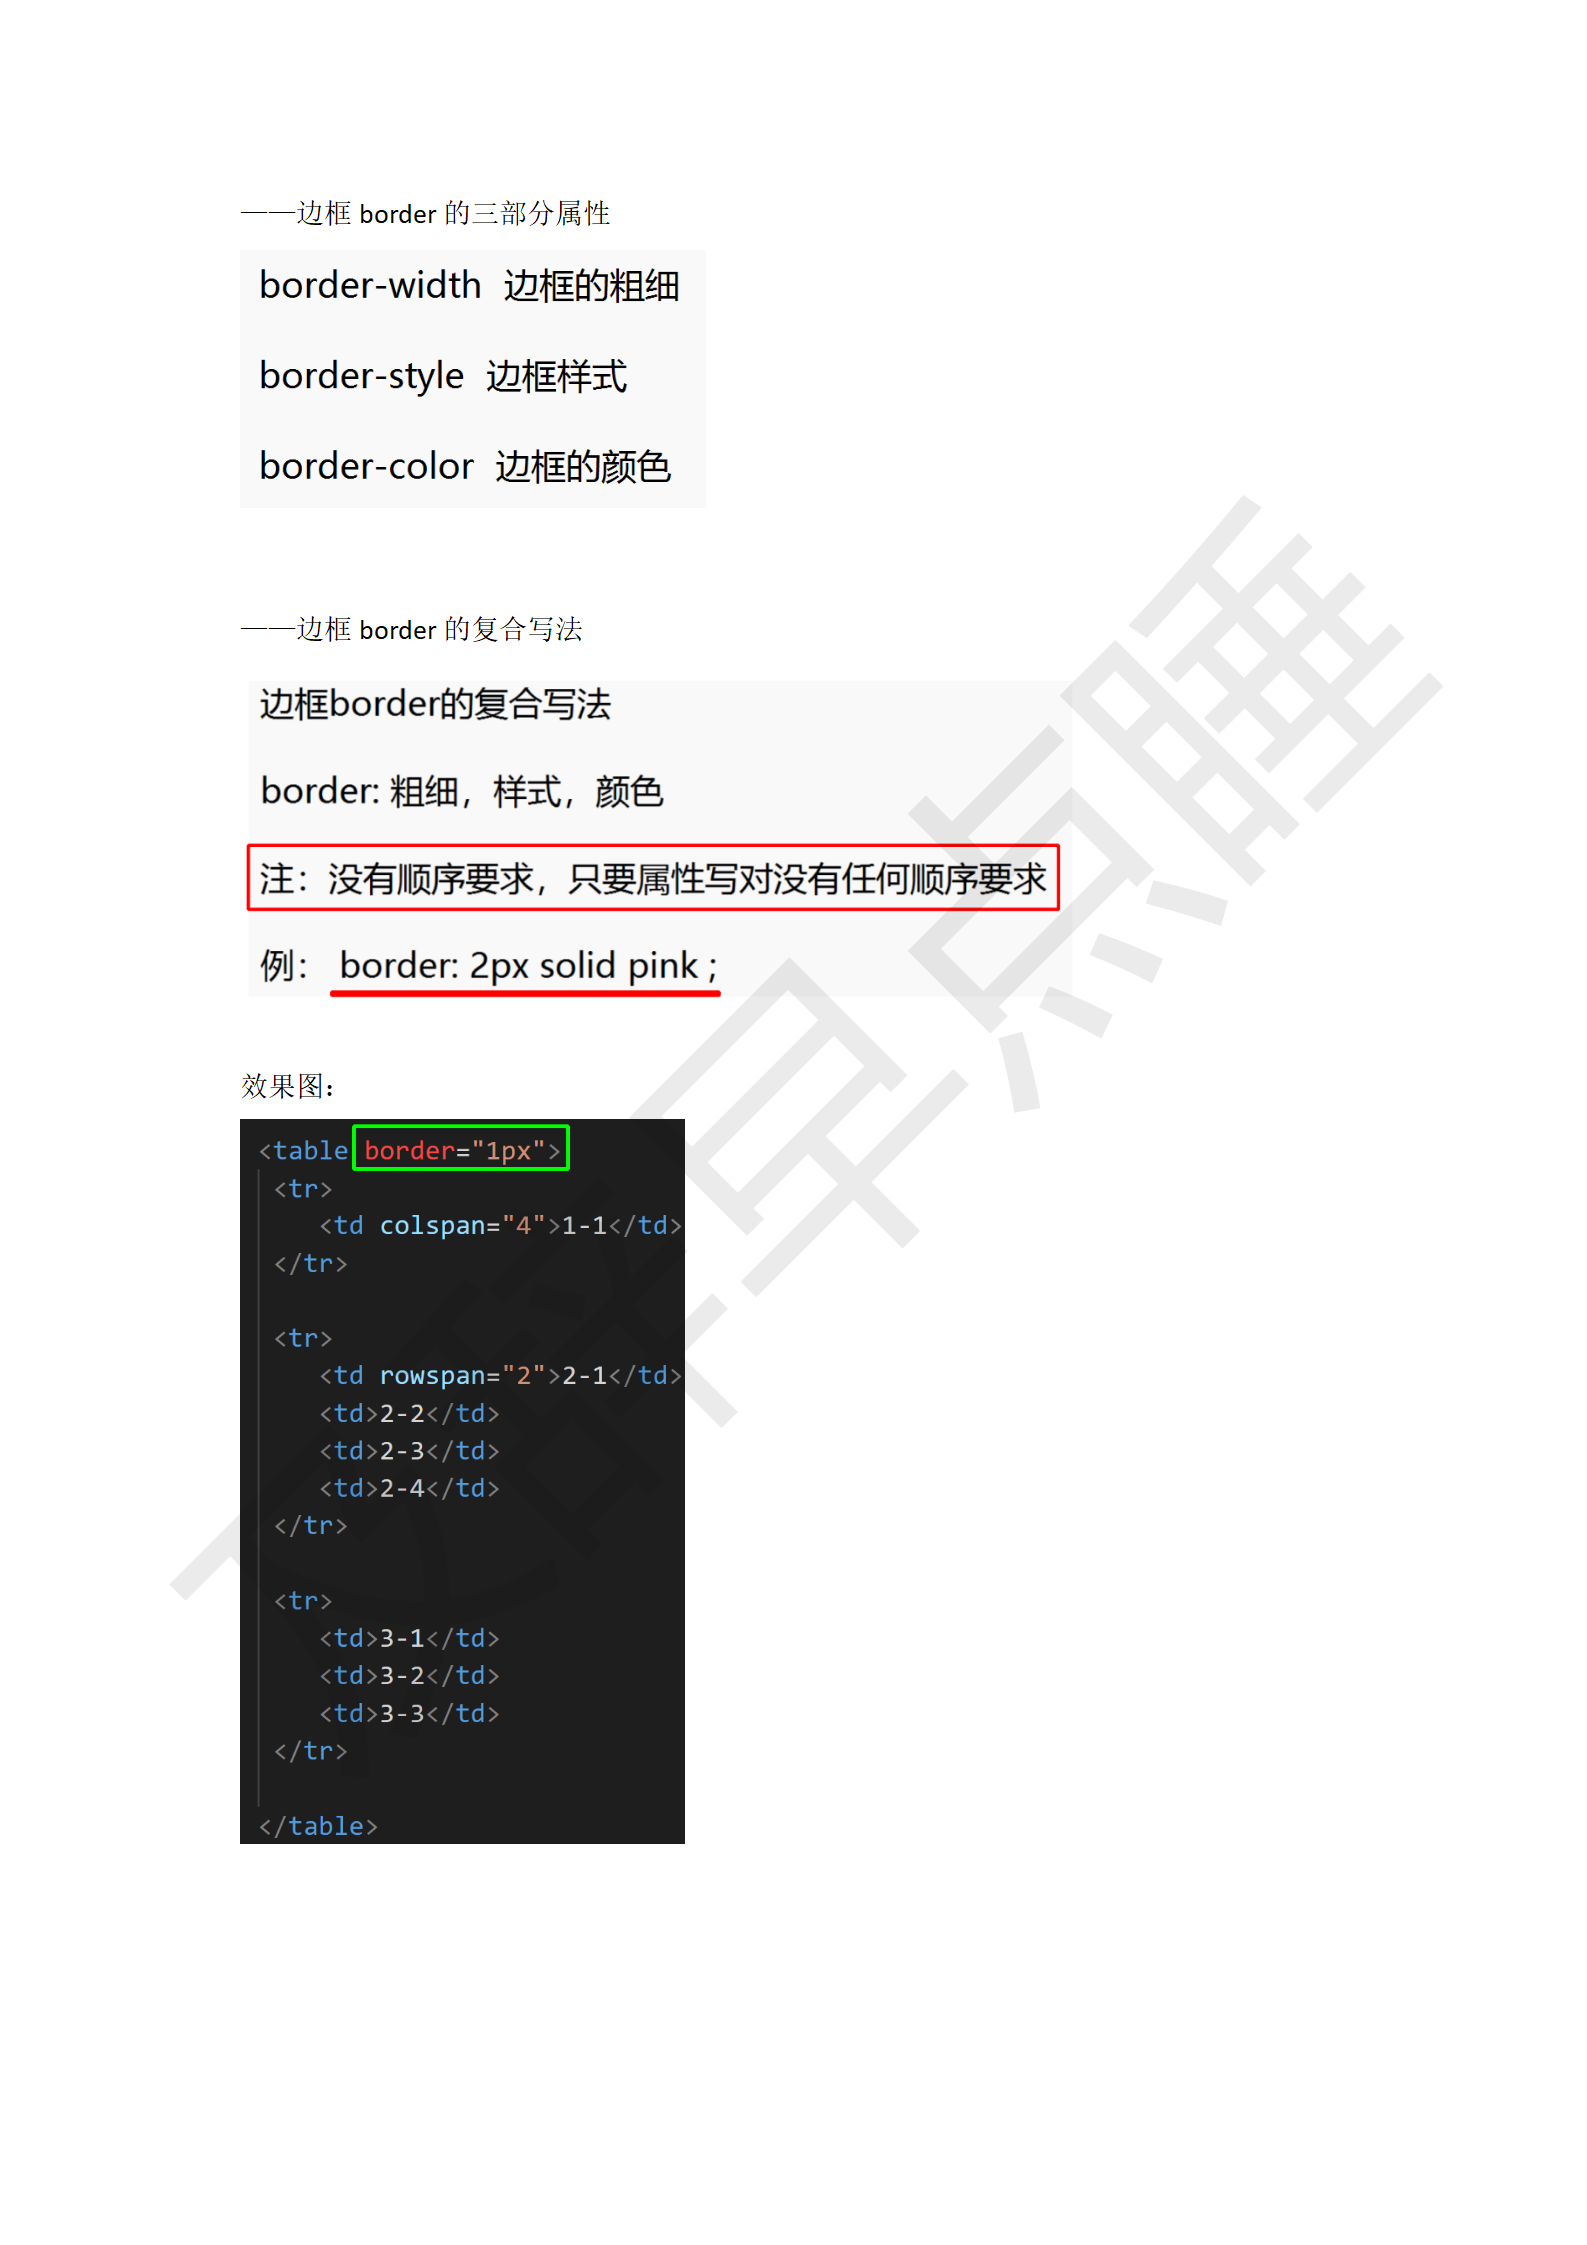 ——边框 border 的三部分属性
border-width 边框的粗细
border-style 边框样式
border-color 边框的颜色
——边框 border 的复合写法
边框border的复合写法
border: 粗细，样式，颜色
注：没有顺序要求，只要属性写对没有任何顺序要求
例： border: 2px solid pink ;
效果图：
<table border="1px">
<tr>
<td colspan="4">1-1</td>
</tr>
<tr>
<td rowspan="2">2-1</td>
<td>2-2</td>
<td>2-3</td>
<td>2-4</td>
</tr>
<tr>
<td>3-1</td>
<td>3-2</td>
<td>3-3</td>
</tr>
</table>
早点睡